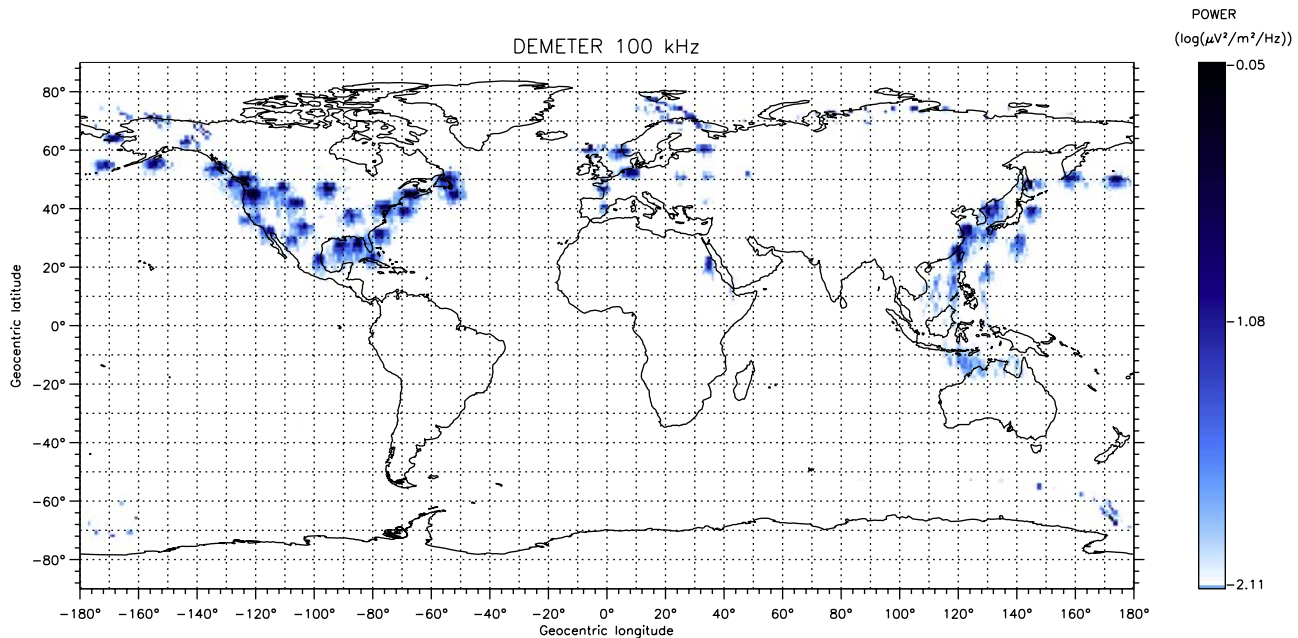 POWER
(log(μV²/m²/Hz))
DEMETER 100 kHz
−0.05
−1.08
−2.11
Geocentric latitude
80°
60°
40°
20°
0°
−20°
−40°
−60°
−80°
−180° −160° −140° −120° −100° −80° −60° −40° −20° 0° 20° 40° 60° 80° 100° 120° 140° 160° 180°
Geocentric longitude